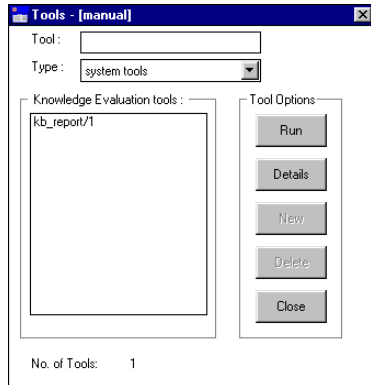 Tools - [manual]
Tool :
Type : system tools
Knowledge Evaluation tools :
kb_report/1
Tool Options
Run
Details
New
Delete
Close
No. of Tools: 1